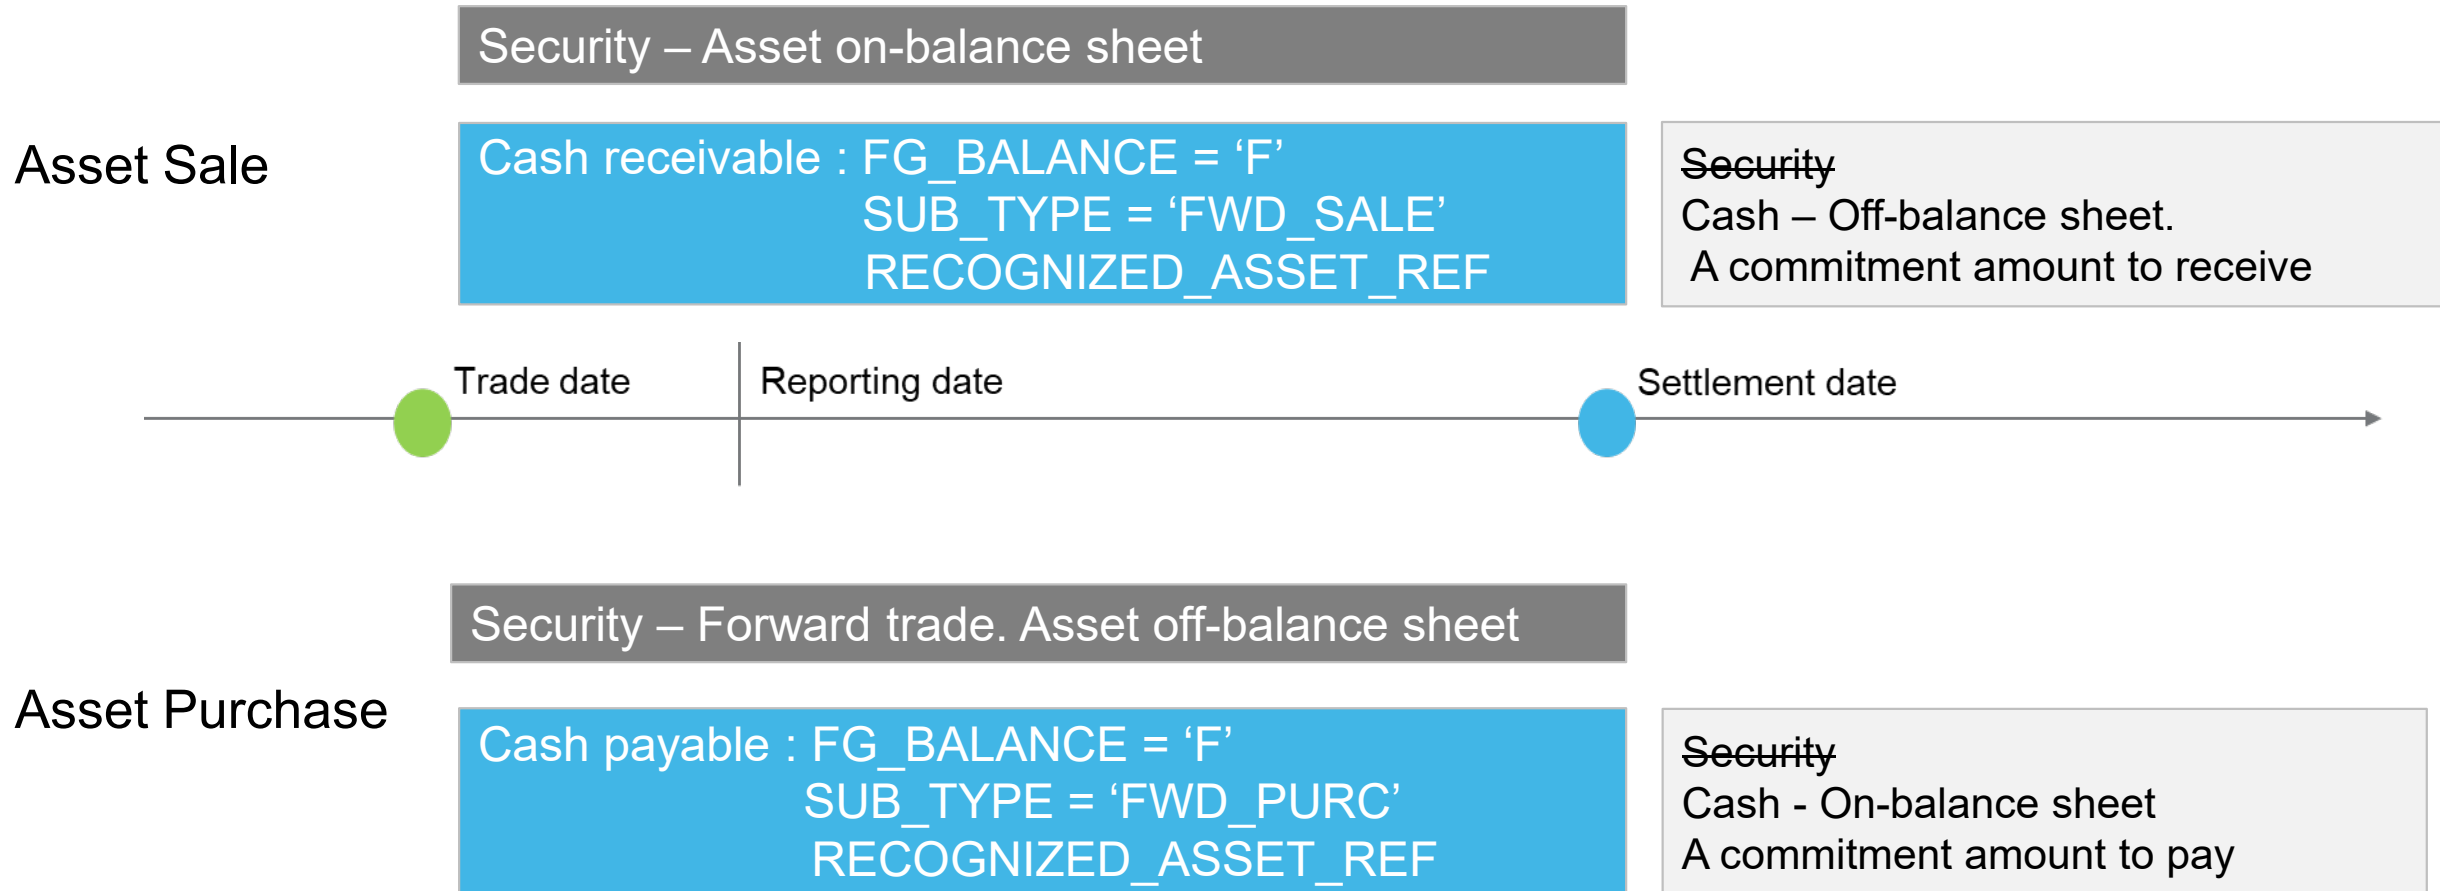 Security – Asset on-balance sheet
Asset Sale
Cash receivable : FG_BALANCE = ‘F’
SUB_TYPE = ‘FWD_SALE’
RECOGNIZED_ASSET_REF
Security
Cash – Off-balance sheet.
A commitment amount to receive
Trade date
Reporting date
Settlement date
Security – Forward trade. Asset off-balance sheet
Asset Purchase
Cash payable : FG_BALANCE = ‘F’
SUB_TYPE = ‘FWD_PURC’
RECOGNIZED_ASSET_REF
Security
Cash - On-balance sheet
A commitment amount to pay